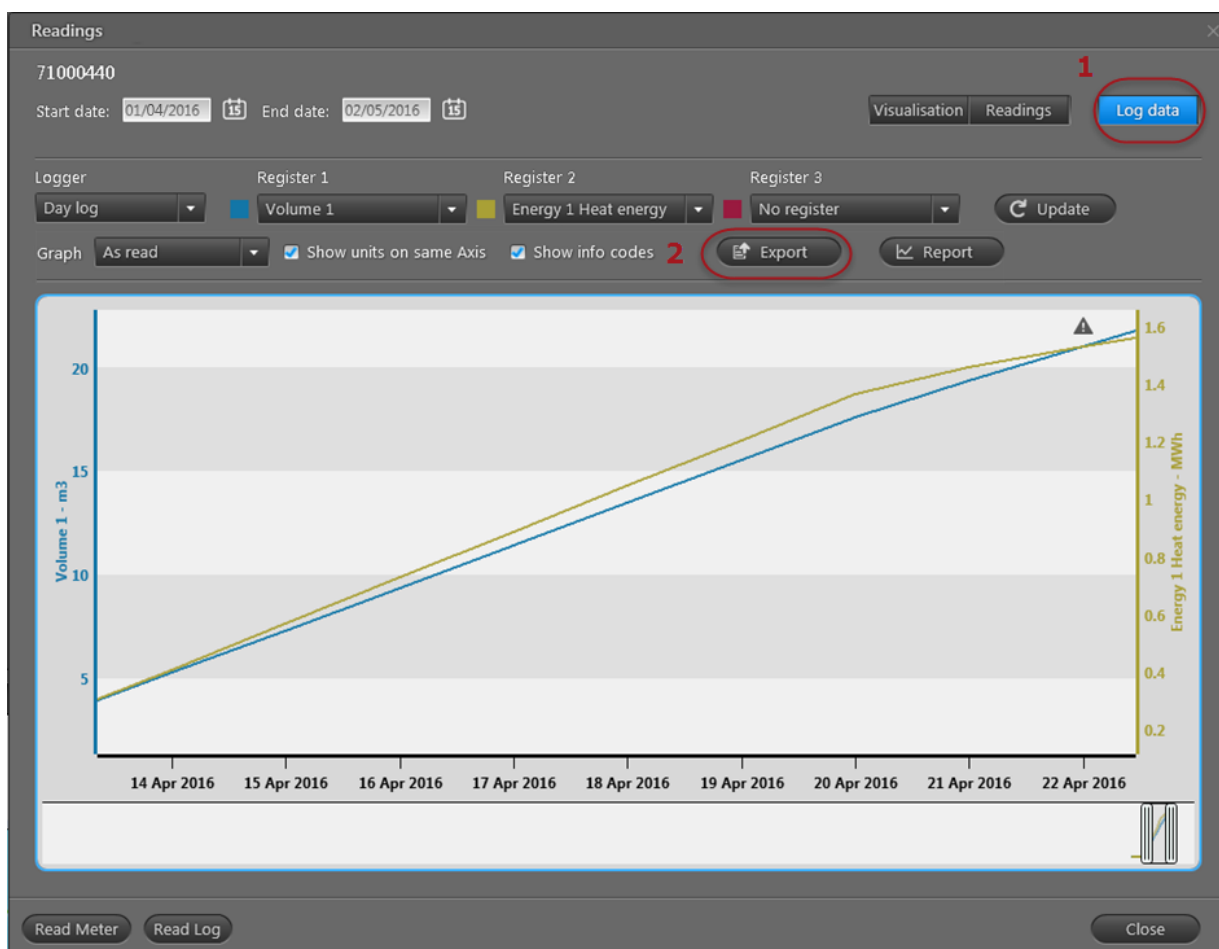 Readings
71000440
1
Start date: 01/04/2016 15 End date: 02/05/2016 15 Visualisation Readings Log data
Logger Register 1 Register 2 Register 3
Day log Volume 1 Energy 1 Heat energy No register Update
Graph As read Show units on same Axis Show info codes 2 Export Report
Volume 1 - m3
20
15
10
5
1.6
1.4
1.2
1
0.8
0.6
0.4
0.2
Energy 1 Heat energy - MWh
14 Apr 2016 15 Apr 2016 16 Apr 2016 17 Apr 2016 18 Apr 2016 19 Apr 2016 20 Apr 2016 21 Apr 2016 22 Apr 2016
Read Meter Read Log Close